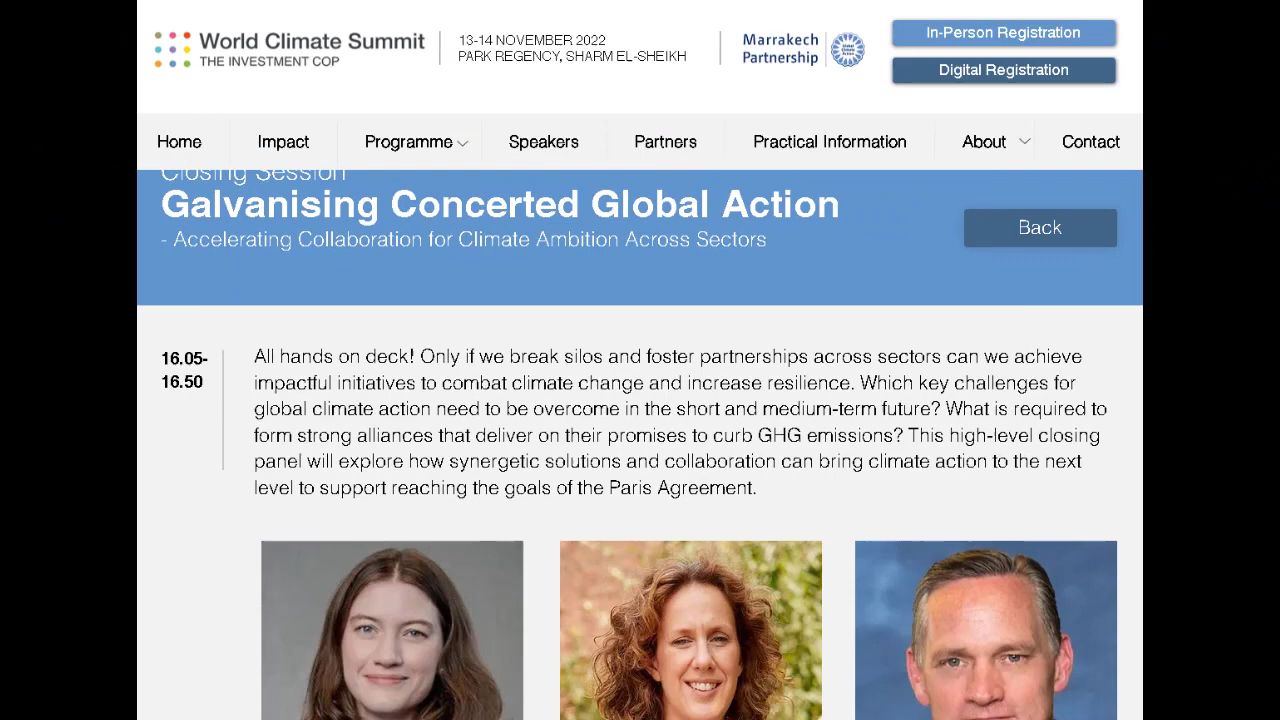 World Climate Summit
THE INVESTMENT COP
13-14 NOVEMBER 2022
PARK REGENCY, SHARM EL-SHEIKH
Marrakech
Partnership
Global
Climate
Action
In-Person Registration
Digital Registration
Home
Impact
Programme
Speakers
Partners
Practical Information
About
Contact
Closing Session
Galvanising Concerted Global Action
- Accelerating Collaboration for Climate Ambition Across Sectors
Back
16.05-
16.50
All hands on deck! Only if we break silos and foster partnerships across sectors can we achieve
impactful initiatives to combat climate change and increase resilience. Which key challenges for
global climate action need to be overcome in the short and medium-term future? What is required to
form strong alliances that deliver on their promises to curb GHG emissions? This high-level closing
panel will explore how synergetic solutions and collaboration can bring climate action to the next
level to support reaching the goals of the Paris Agreement.